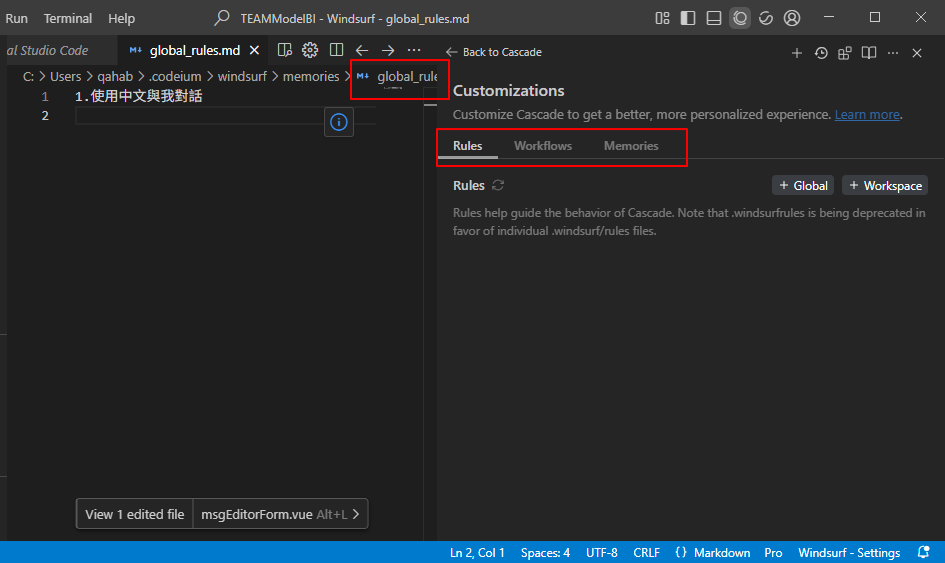 Run Terminal Help TEAMModelBI - Windsurf - global_rules.md
al Studio Code global_rules.md
C: > Users > qahab > .codeium > windsurf > memories > global_rule
1 1.使用中文與我對話
2
View 1 edited file msgEditorForm.vue Alt+L
Back to Cascade
Customizations
Customize Cascade to get a better, more personalized experience. Learn more.
Rules Workflows Memories
Rules + Global + Workspace
Rules help guide the behavior of Cascade. Note that .windsurfrules is being deprecated in
favor of individual .windsurf/rules files.
Ln 2, Col 1 Spaces: 4 UTF-8 CRLF {} Markdown Pro Windsurf - Settings